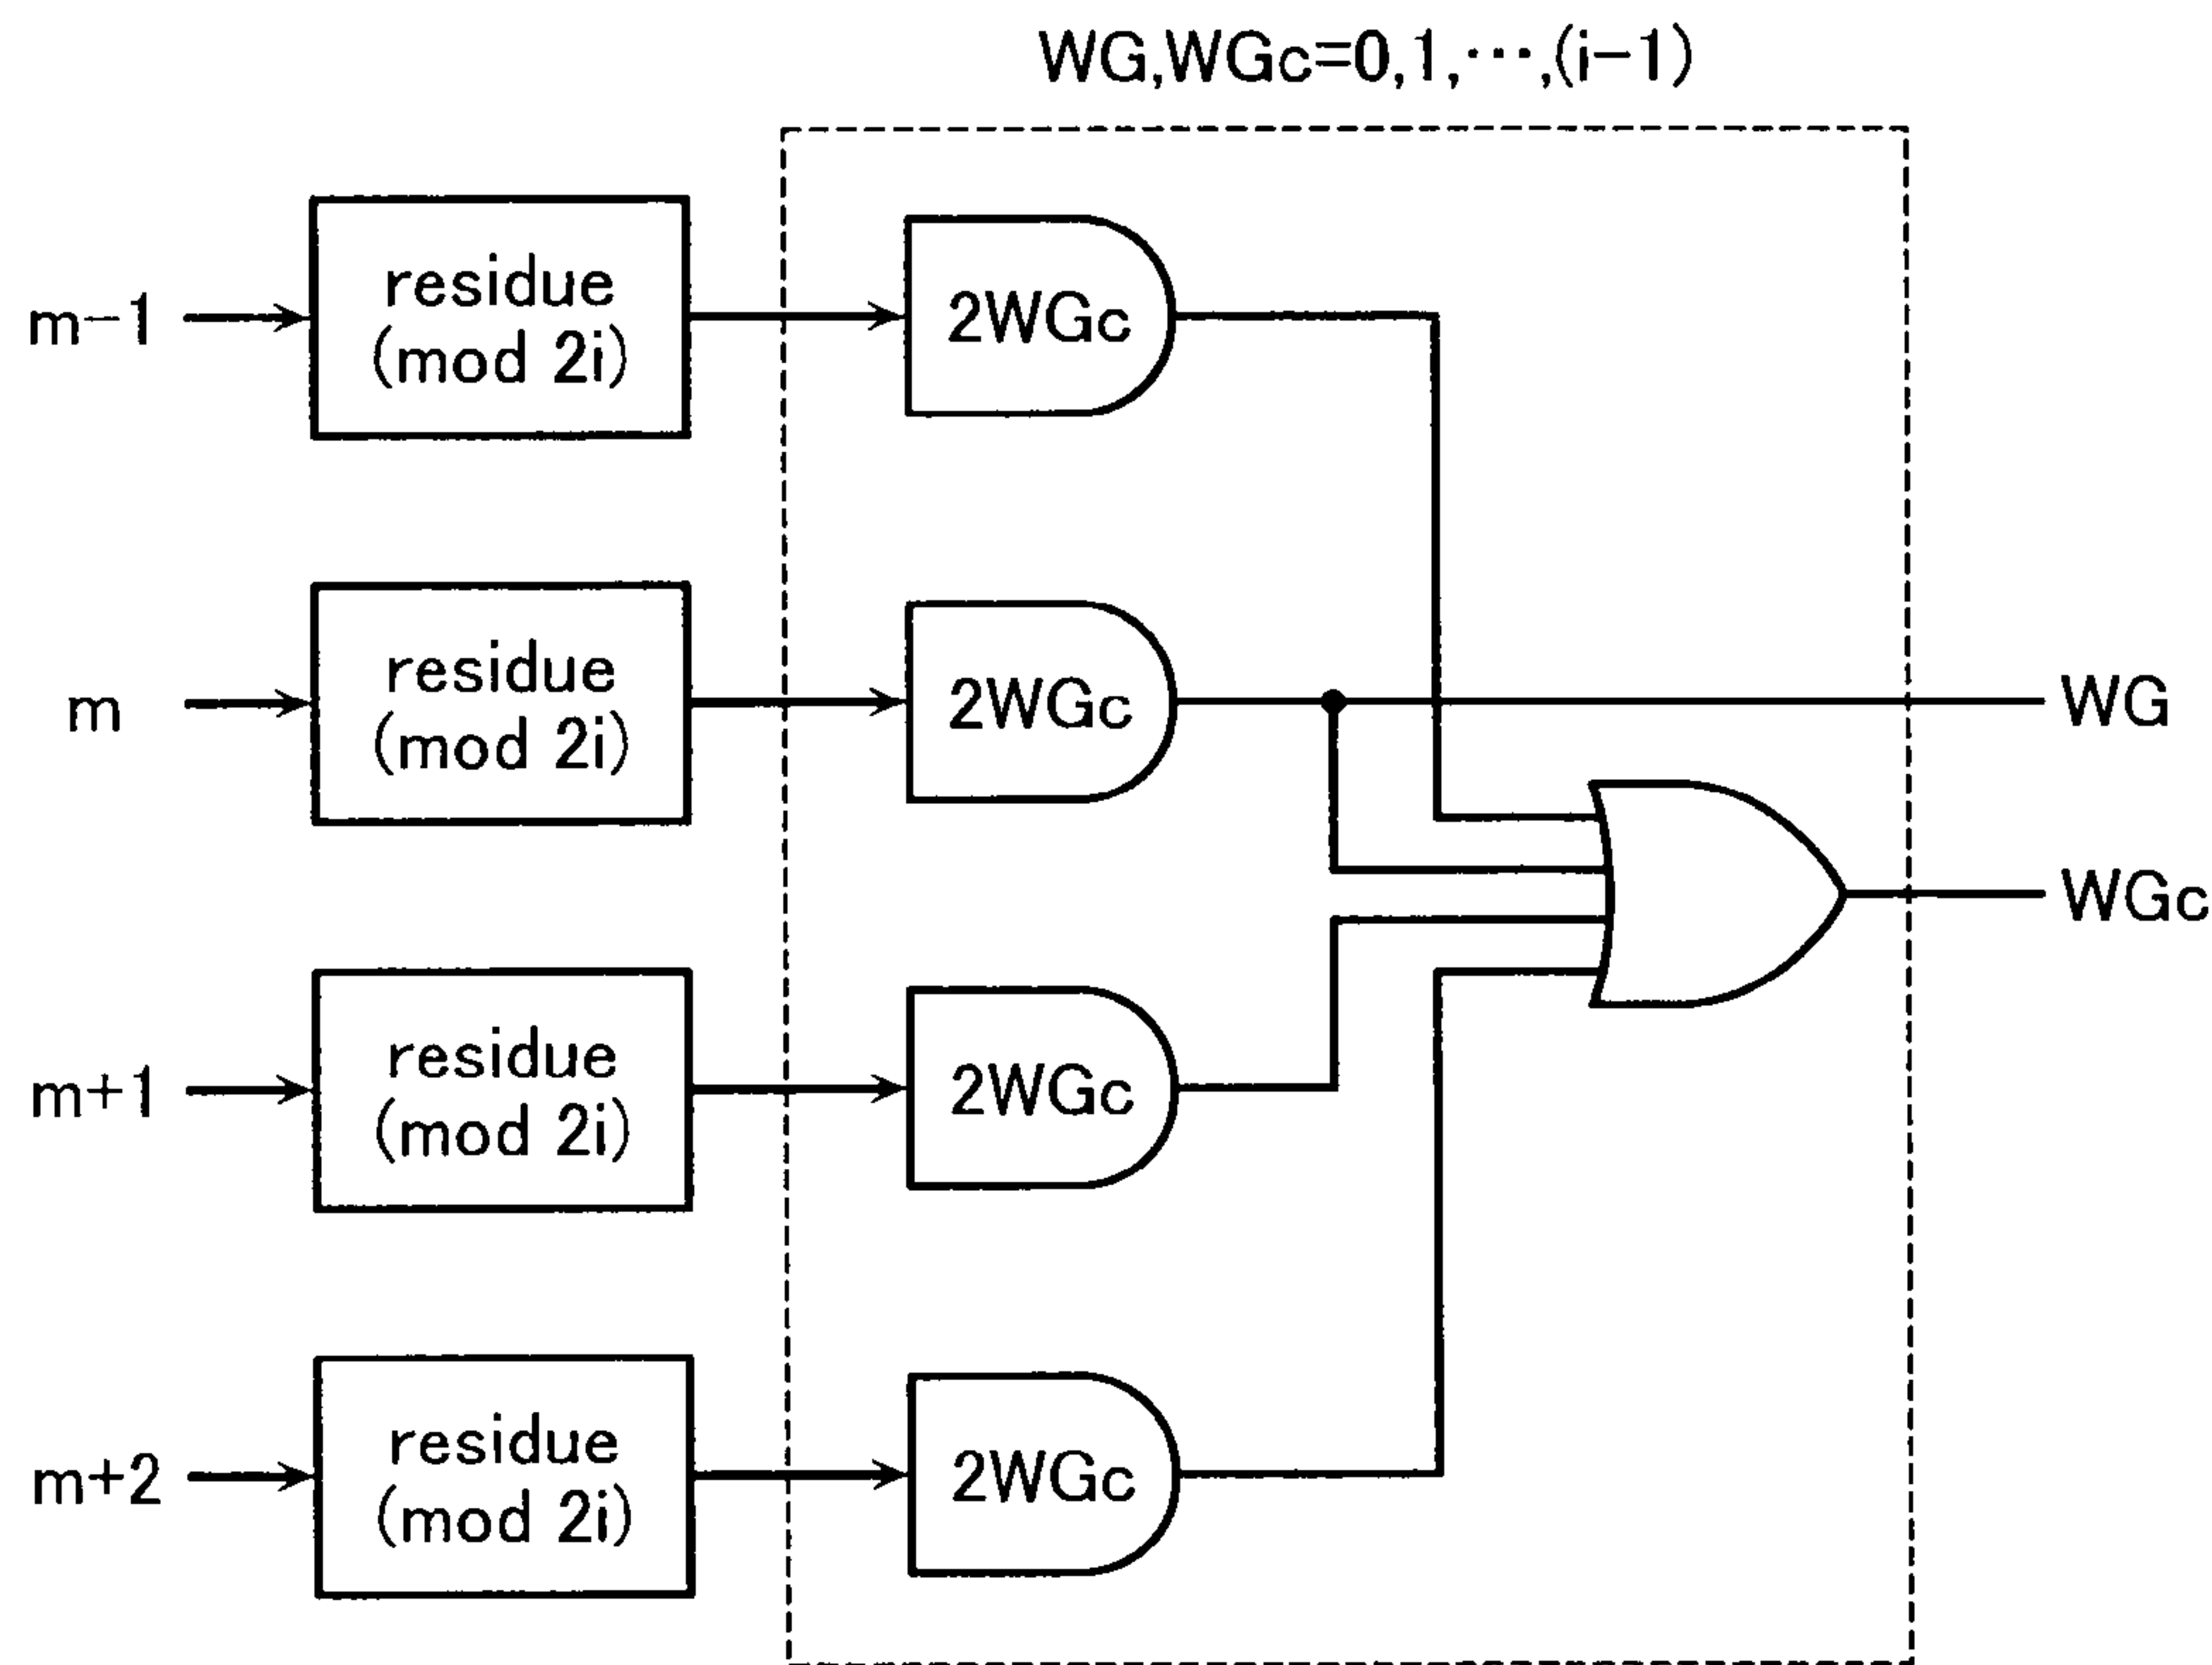 WG,WGc=0,1,⋯,(i-1)
m-1
residue
(mod 2i)
2WGc
m
residue
(mod 2i)
2WGc
WG
WGc
m+1
residue
(mod 2i)
2WGc
m+2
residue
(mod 2i)
2WGc